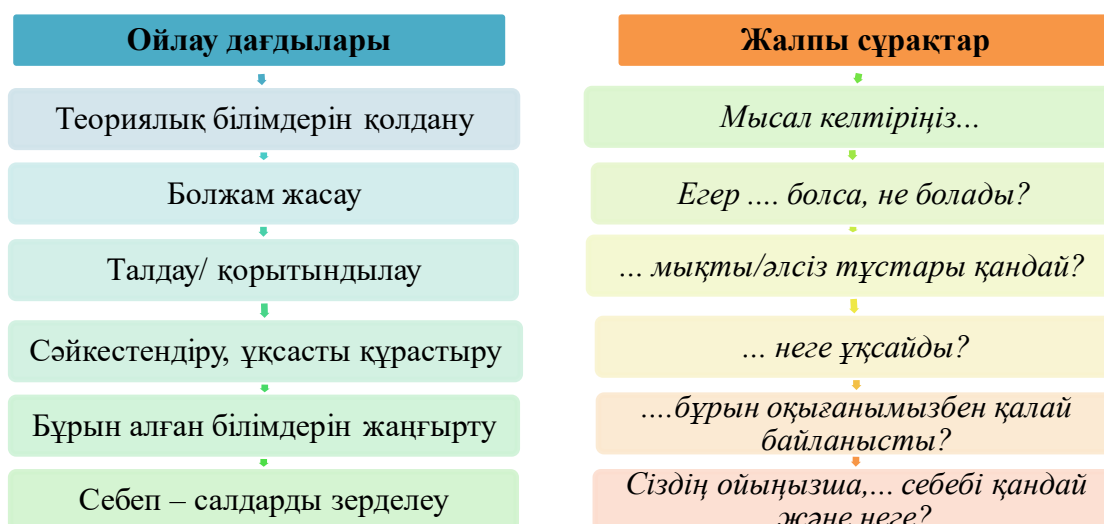 Ойлау дағдылары
Теориялық білімдерін қолдану
Болжам жасау
Талдау/ қорытындылау
Сәйкестендіру, ұқсасты құрастыру
Бұрын алған білімдерін жаңғырту
Себеп – салдарды зерделеу
Жалпы сұрақтар
Мысал келтіріңіз...
Егер .... болса, не болады?
... мықты/әлсіз тұстары қандай?
... неге ұқсайды?
....бұрын оқығанымызбен қалай
байланысты?
Сіздің ойыңызша,... себебі қандай
және неге?